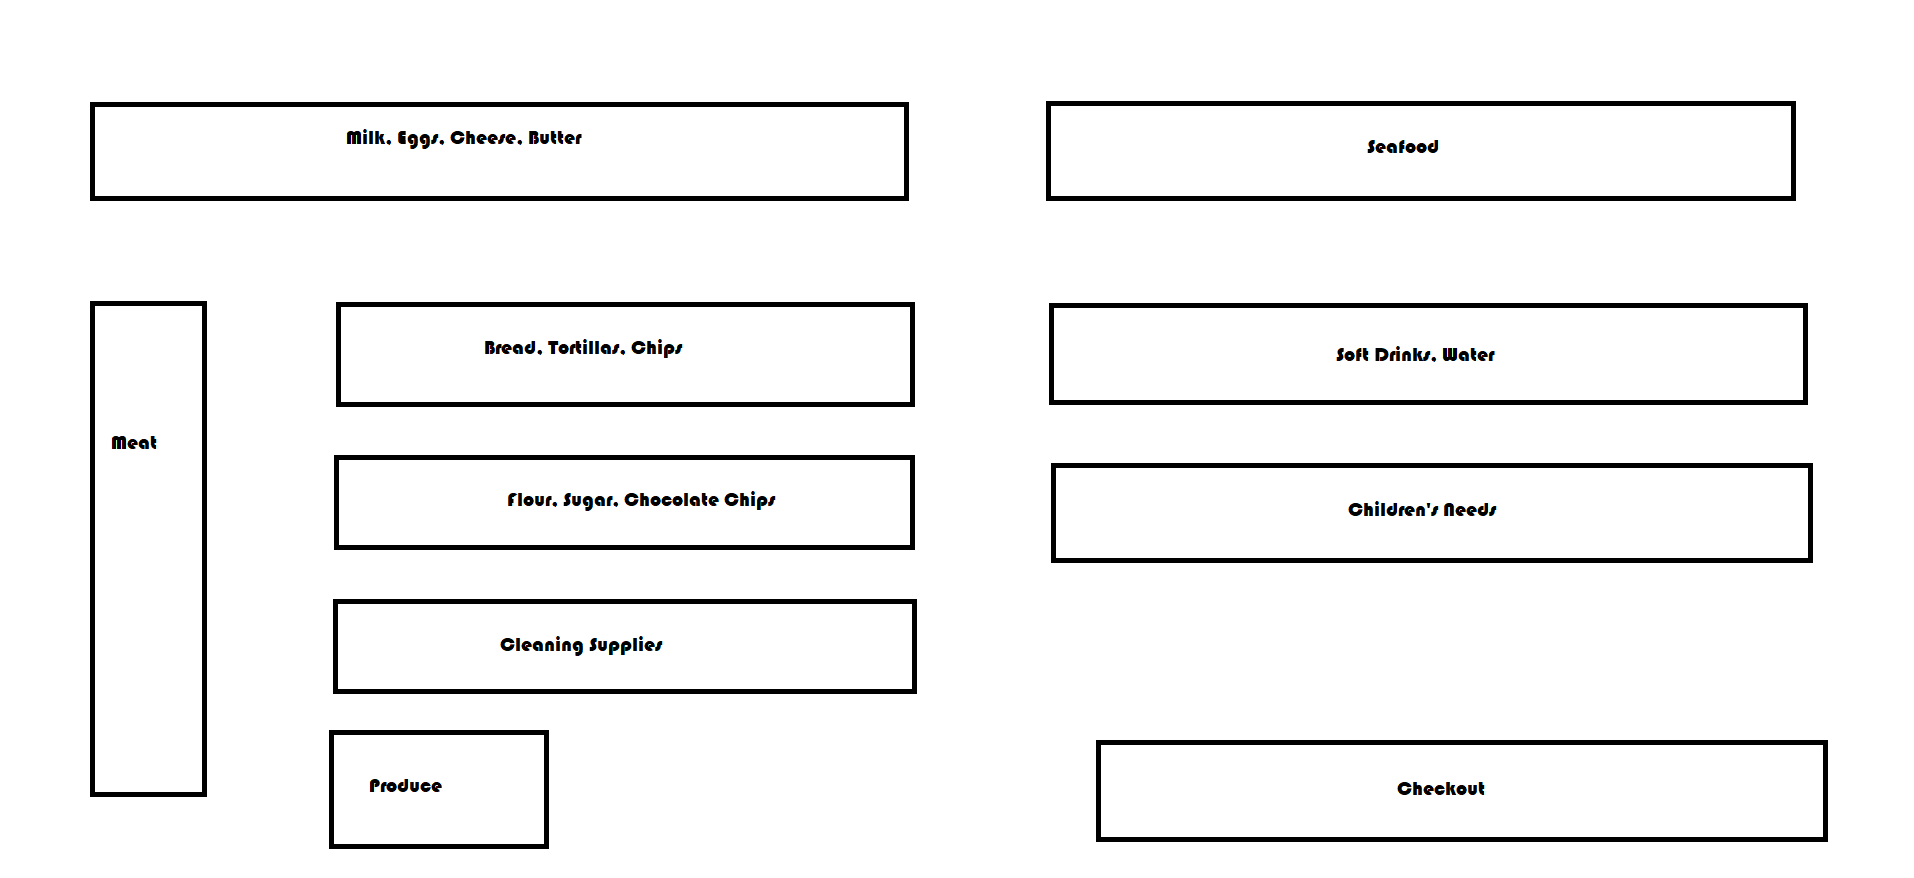 Milk, Eggs, Cheese, Butter
Seafood
Bread, Tortillas, Chips
Soft Drinks, Water
Meat
Flour, Sugar, Chocolate Chips
Children's Needs
Cleaning Supplies
Produce
Checkout